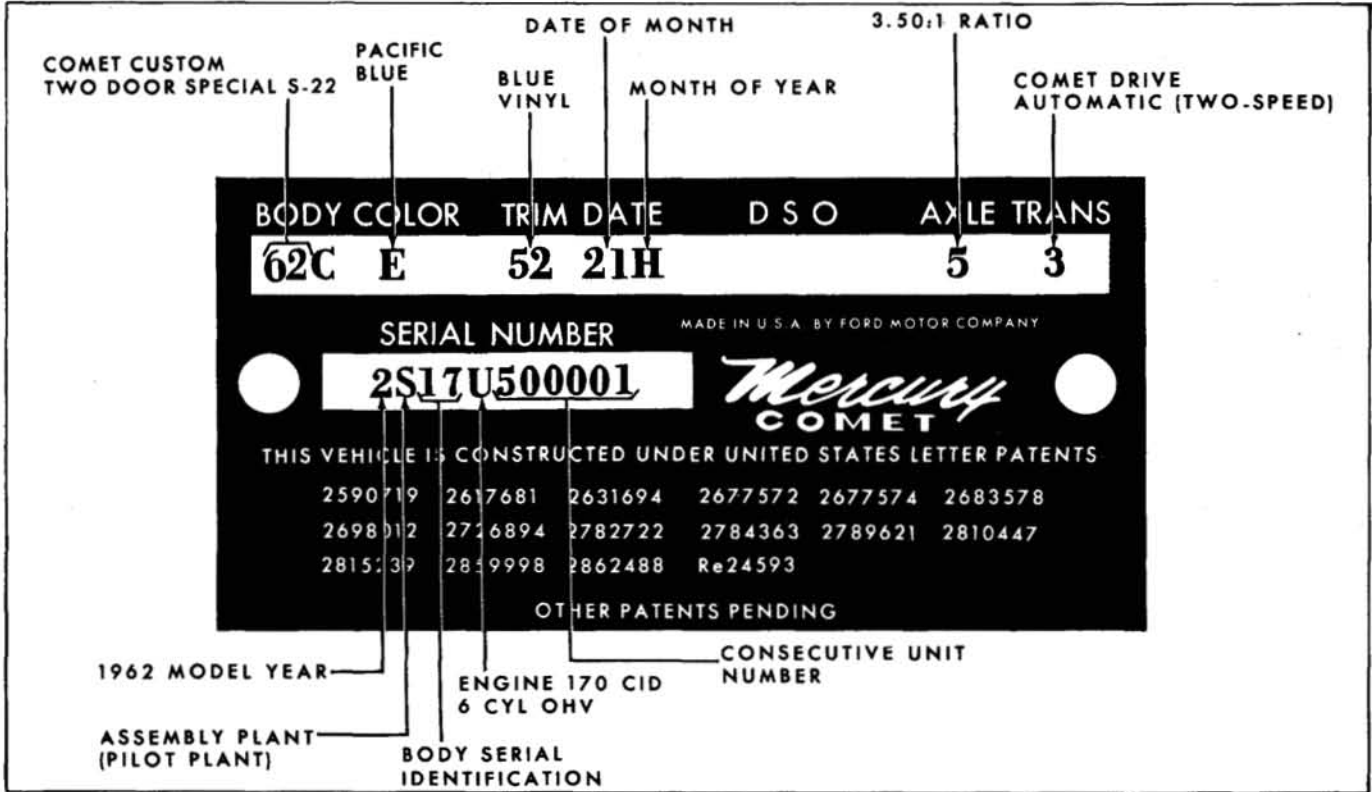 DATE OF MONTH
3.50:1 RATIO
COMET CUSTOM
TWO DOOR SPECIAL S-22
PACIFIC
BLUE
BLUE
VINYL
MONTH OF YEAR
COMET DRIVE
AUTOMATIC (TWO-SPEED)
BODY COLOR TRIM DATE D S O AXLE TRANS
62C E 52 21H 5 3
SERIAL NUMBER
MADE IN U.S.A. BY FORD MOTOR COMPANY
2S17U500001
Mercury
COMET
THIS VEHICLE IS CONSTRUCTED UNDER UNITED STATES LETTER PATENTS
2590719 2617681 2631694 2677572 2677574 2683578
2698012 2726894 2782722 2784363 2789621 2810447
2815239 2859998 2862488 Re24593
OTHER PATENTS PENDING
1962 MODEL YEAR
ENGINE 170 CID
6 CYL OHV
CONSECUTIVE UNIT
NUMBER
ASSEMBLY PLANT
(PILOT PLANT)
BODY SERIAL
IDENTIFICATION